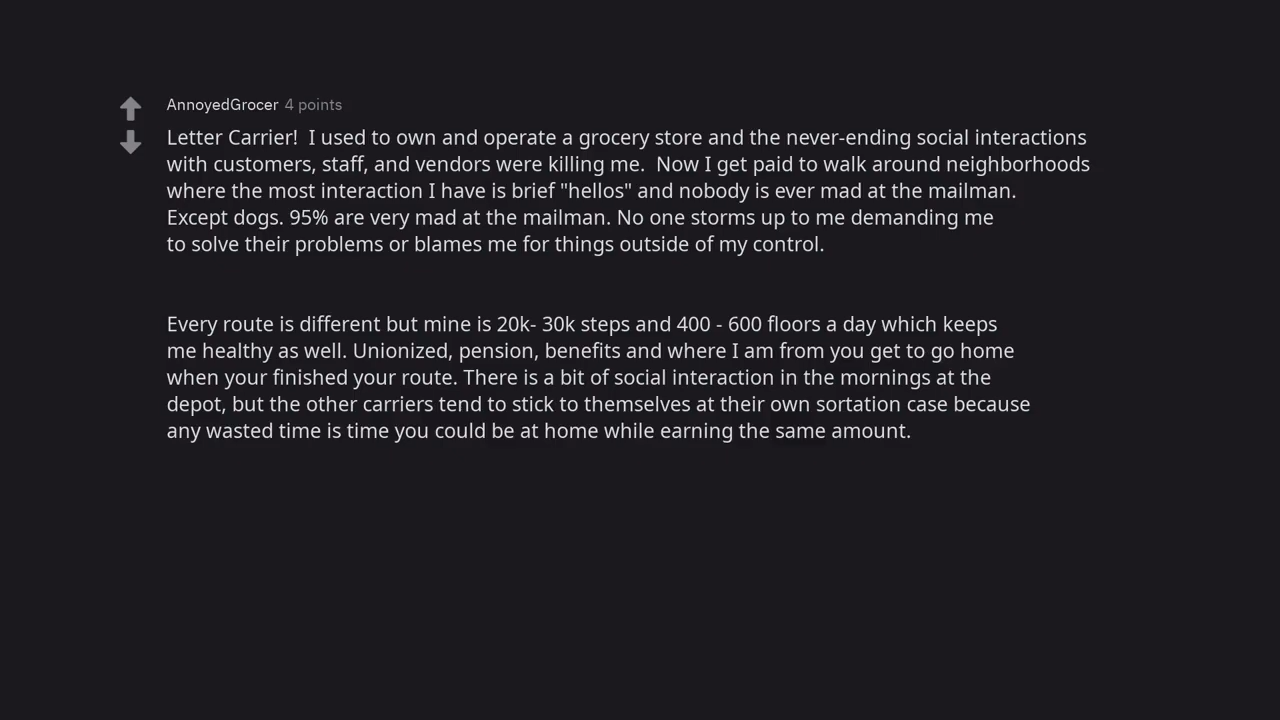 AnnoyedGrocer 4 points
Letter Carrier!  I used to own and operate a grocery store and the never-ending social interactions
with customers, staff, and vendors were killing me.  Now I get paid to walk around neighborhoods
where the most interaction I have is brief "hellos" and nobody is ever mad at the mailman.
Except dogs. 95% are very mad at the mailman. No one storms up to me demanding me
to solve their problems or blames me for things outside of my control.
Every route is different but mine is 20k- 30k steps and 400 - 600 floors a day which keeps
me healthy as well. Unionized, pension, benefits and where I am from you get to go home
when your finished your route. There is a bit of social interaction in the mornings at the
depot, but the other carriers tend to stick to themselves at their own sortation case because
any wasted time is time you could be at home while earning the same amount.